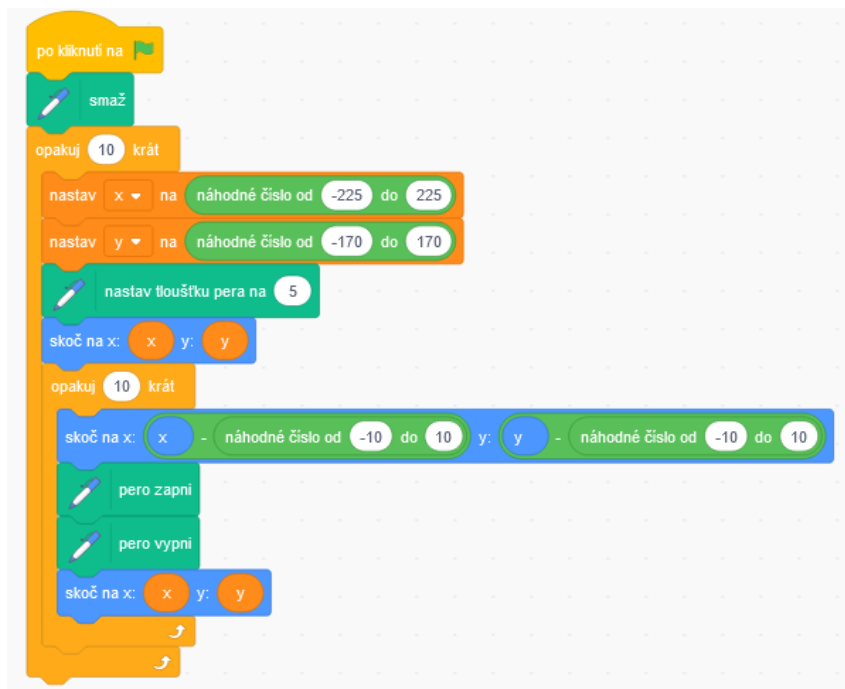 po kliknutí na
smaž
opakuj 10 krát
nastav x na náhodné číslo od -225 do 225
nastav y na náhodné číslo od -170 do 170
nastav tloušťku pera na 5
skoč na x: x y: y
opakuj 10 krát
skoč na x: x - náhodné číslo od -10 do 10 y: y - náhodné číslo od -10 do 10
pero zapni
pero vypni
skoč na x: x y: y